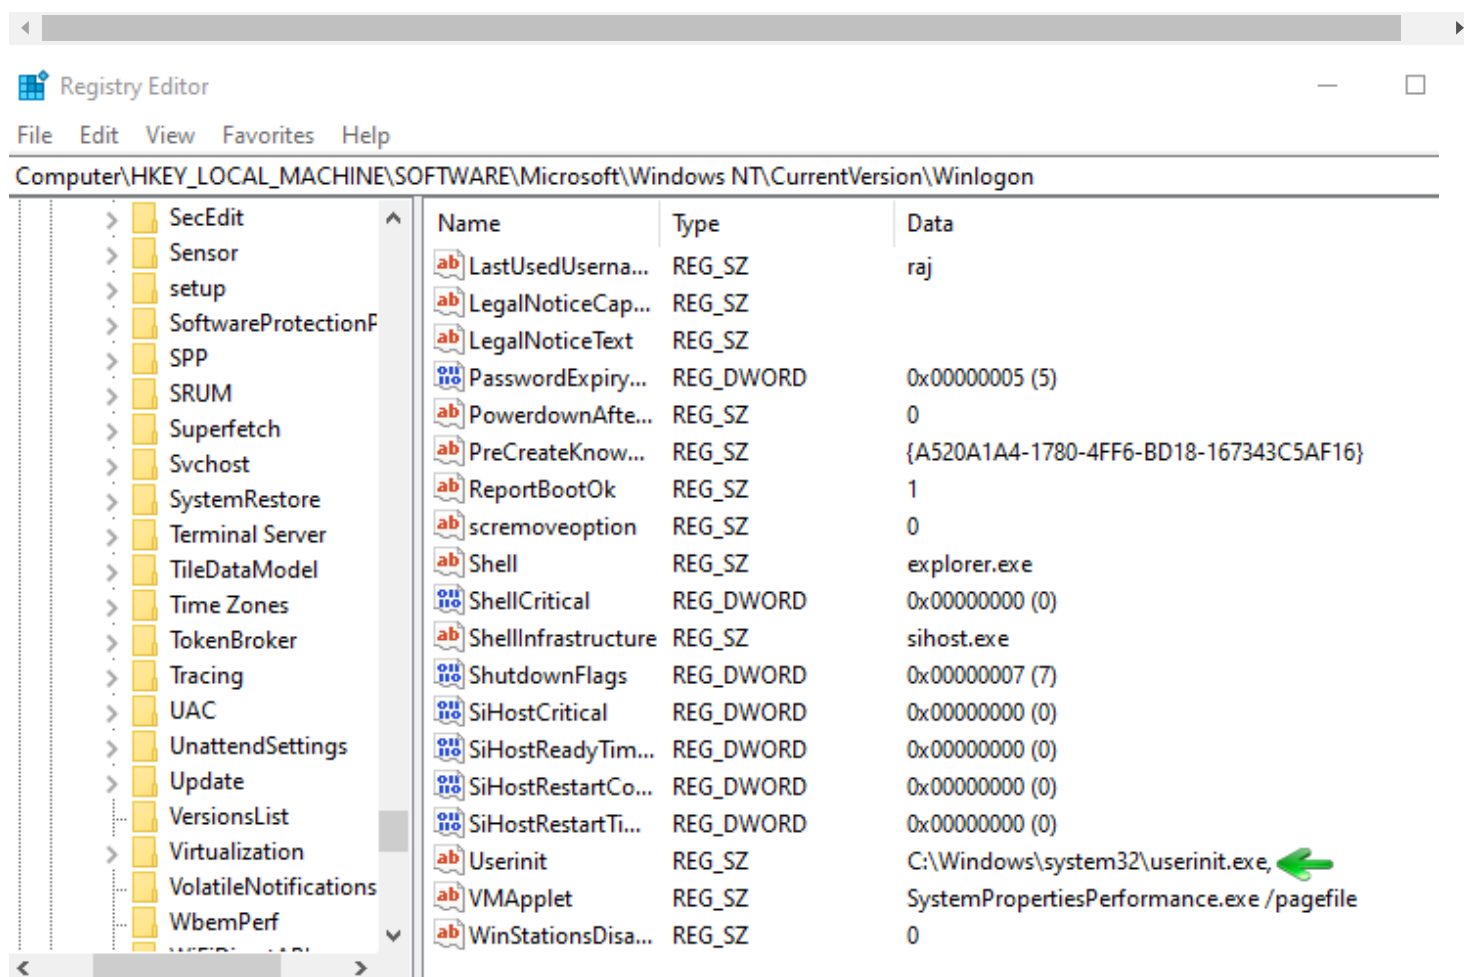 Registry Editor
File Edit View Favorites Help
Computer\HKEY_LOCAL_MACHINE\SOFTWARE\Microsoft\Windows NT\CurrentVersion\Winlogon
SecEdit
Sensor
setup
SoftwareProtectionP
SPP
SRUM
Superfetch
Svchost
SystemRestore
Terminal Server
TileDataModel
Time Zones
TokenBroker
Tracing
UAC
UnattendSettings
Update
VersionsList
Virtualization
VolatileNotifications
WbemPerf
Name Type Data
LastUsedUserna... REG_SZ raj
LegalNoticeCap... REG_SZ
LegalNoticeText REG_SZ
PasswordExpiry... REG_DWORD 0x00000005 (5)
PowerdownAfte... REG_SZ 0
PreCreateKnow... REG_SZ {A520A1A4-1780-4FF6-BD18-167343C5AF16}
ReportBootOk REG_SZ 1
scremoveoption REG_SZ 0
Shell REG_SZ explorer.exe
ShellCritical REG_DWORD 0x00000000 (0)
ShellInfrastructure REG_SZ sihost.exe
ShutdownFlags REG_DWORD 0x00000007 (7)
SiHostCritical REG_DWORD 0x00000000 (0)
SiHostReadyTim... REG_DWORD 0x00000000 (0)
SiHostRestartCo... REG_DWORD 0x00000000 (0)
SiHostRestartTi... REG_DWORD 0x00000000 (0)
Userinit REG_SZ C:\Windows\system32\userinit.exe,
VMApplet REG_SZ SystemPropertiesPerformance.exe /pagefile
WinStationsDisa... REG_SZ 0